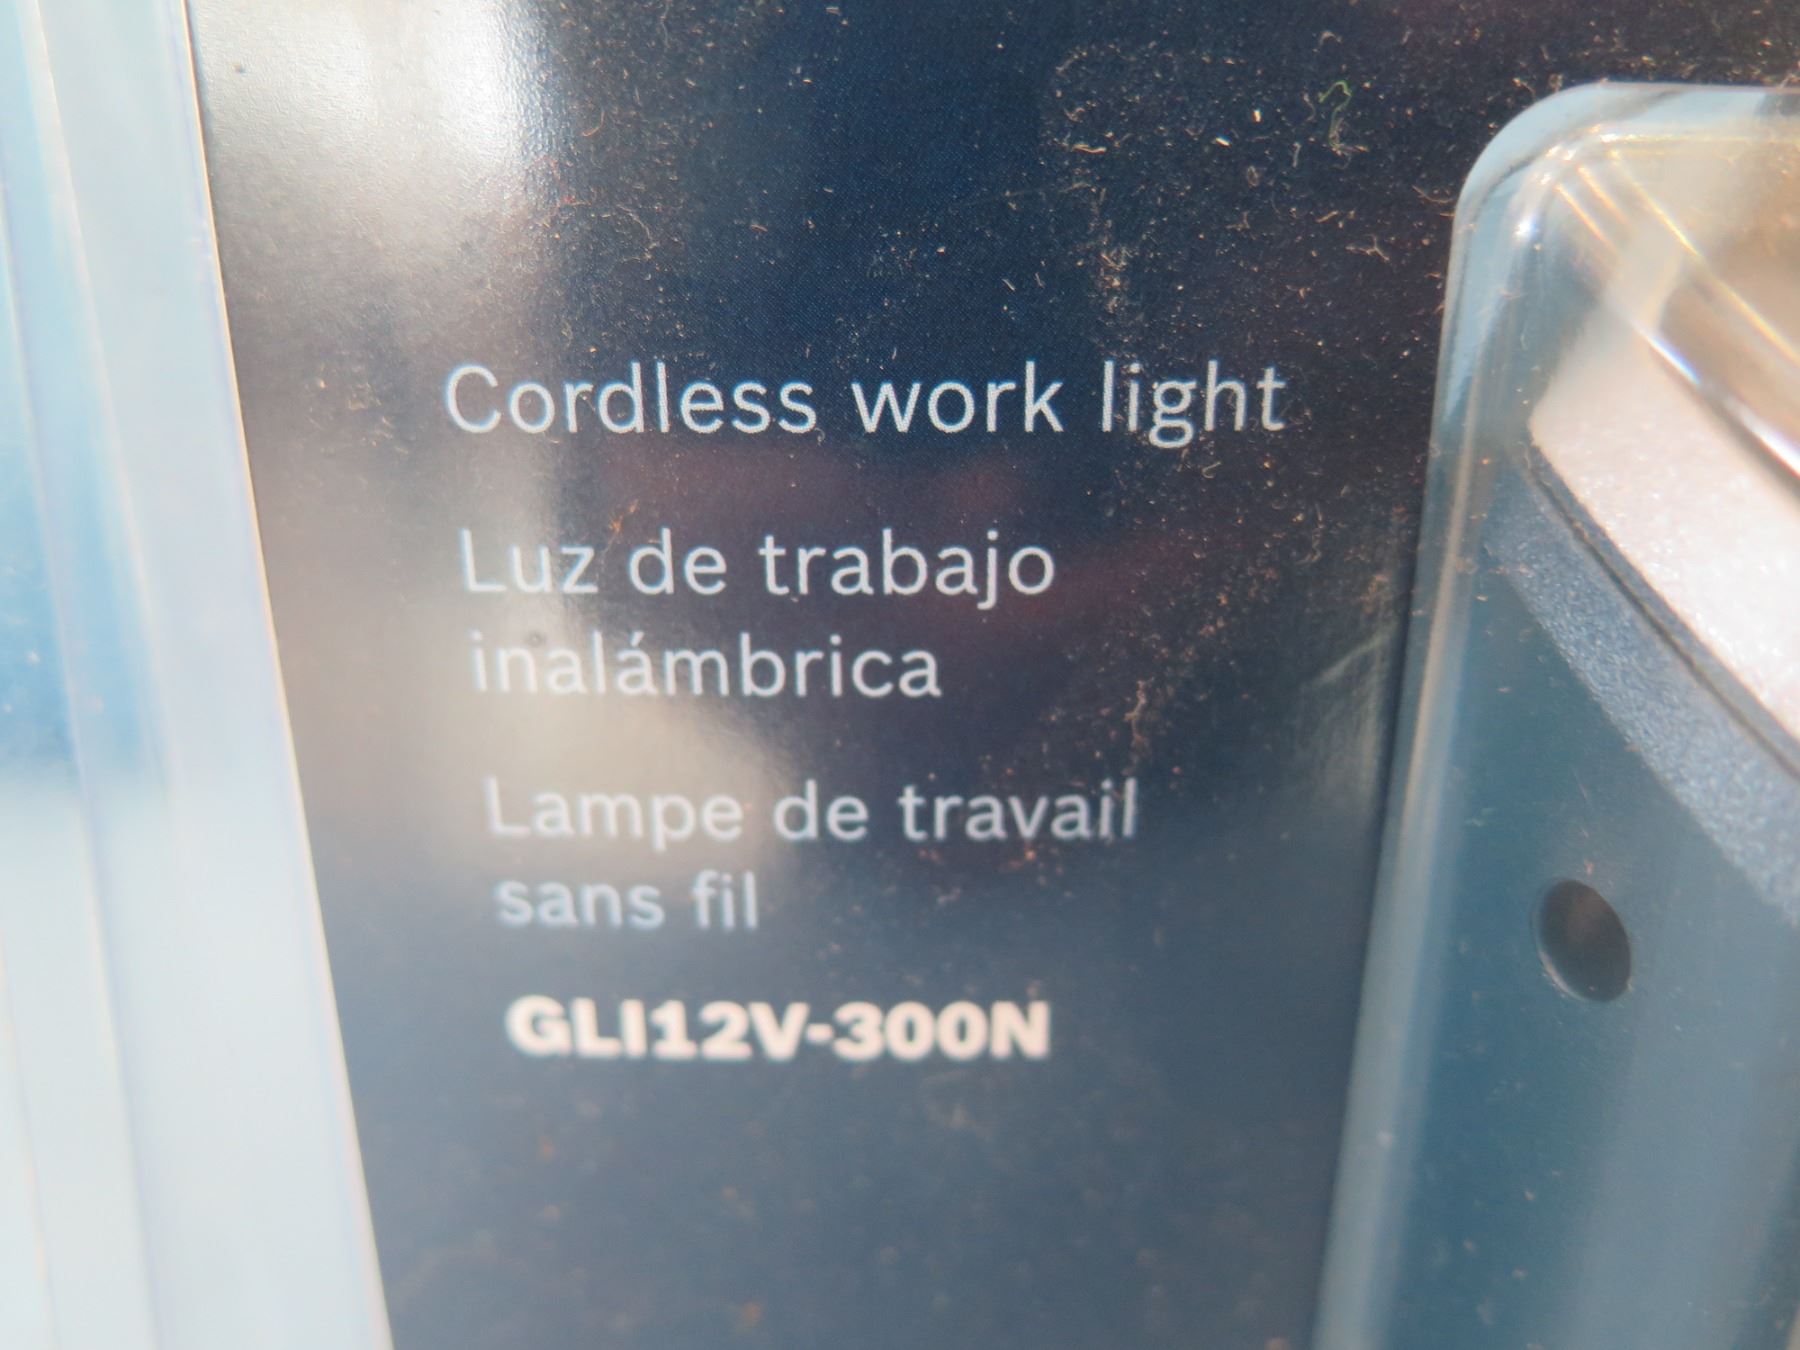 Cordless work light
Luz de trabajo
inalámbrica
Lampe de travail
sans fil
GLI12V-300N